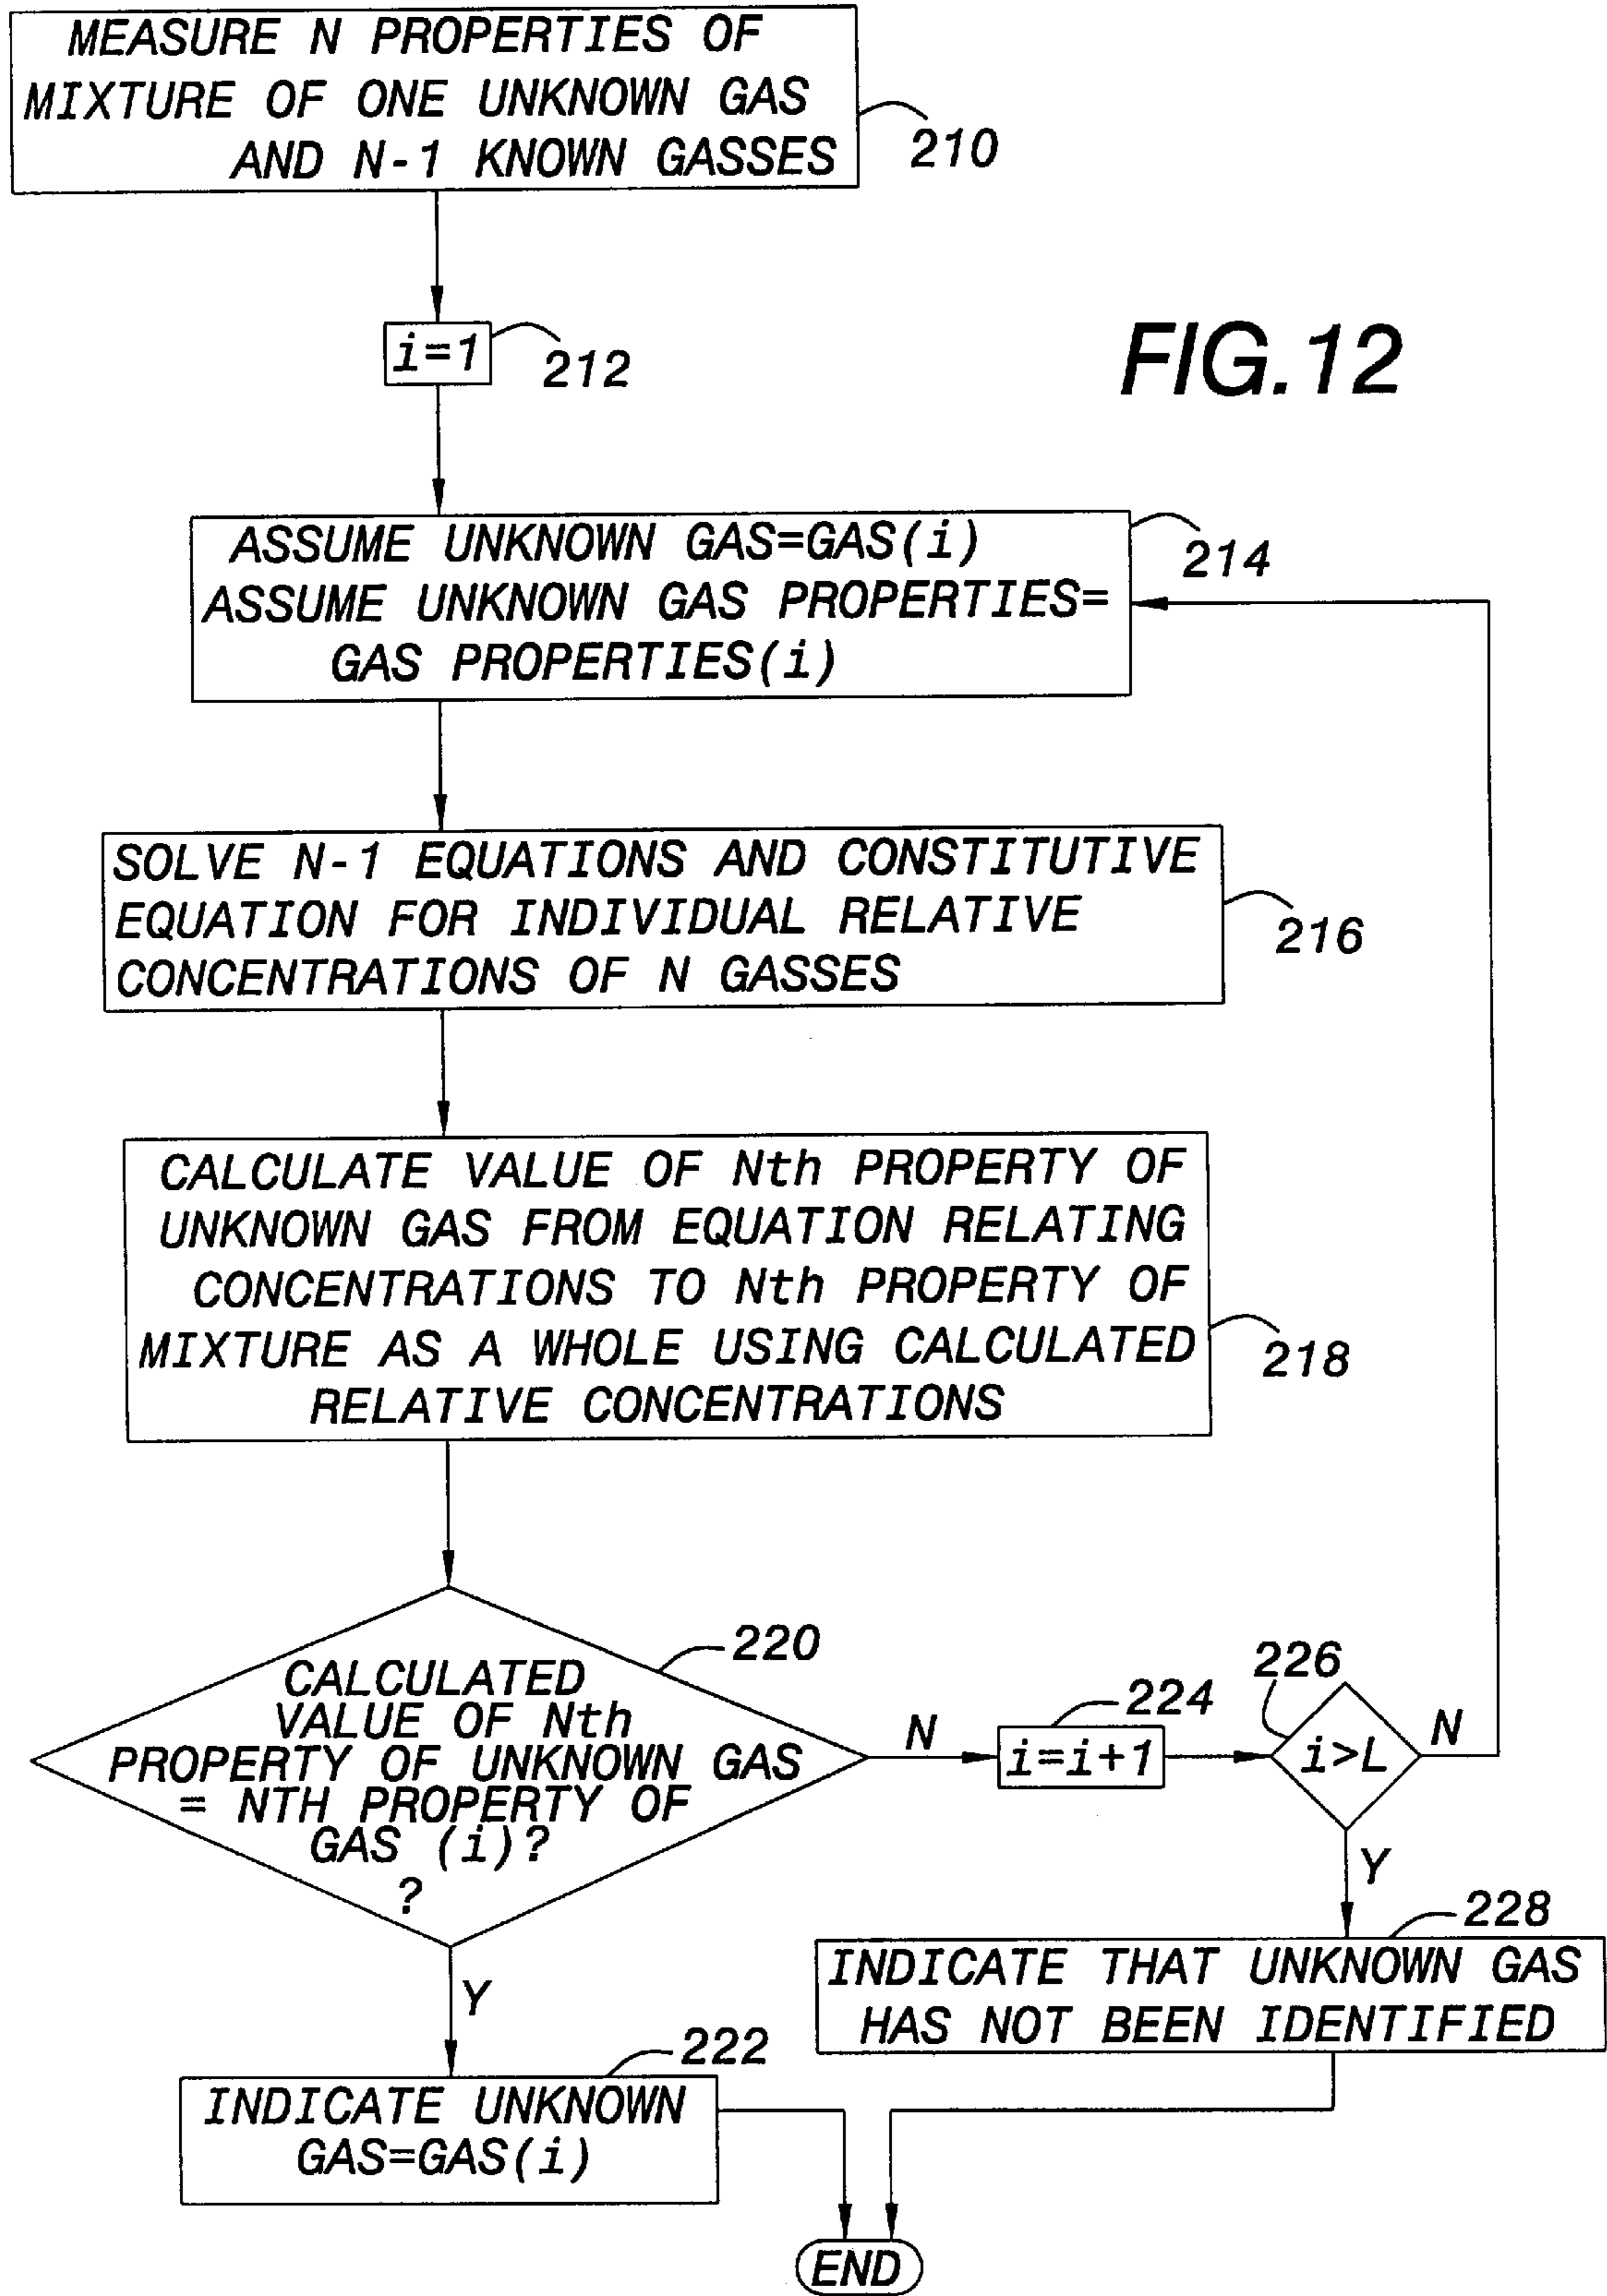 MEASURE N PROPERTIES OF
MIXTURE OF ONE UNKNOWN GAS
AND N-1 KNOWN GASSES
210
i=1
212
FIG.12
ASSUME UNKNOWN GAS=GAS(i)
ASSUME UNKNOWN GAS PROPERTIES=
GAS PROPERTIES(i)
214
SOLVE N-1 EQUATIONS AND CONSTITUTIVE
EQUATION FOR INDIVIDUAL RELATIVE
CONCENTRATIONS OF N GASSES
216
CALCULATE VALUE OF Nth PROPERTY OF
UNKNOWN GAS FROM EQUATION RELATING
CONCENTRATIONS TO Nth PROPERTY OF
MIXTURE AS A WHOLE USING CALCULATED
RELATIVE CONCENTRATIONS
218
CALCULATED
VALUE OF Nth
PROPERTY OF UNKNOWN GAS
= NTH PROPERTY OF
GAS (i)?
?
220
N
i=i+1
224
i>L
226
N
Y
INDICATE THAT UNKNOWN GAS
HAS NOT BEEN IDENTIFIED
228
Y
INDICATE UNKNOWN
GAS=GAS(i)
222
END